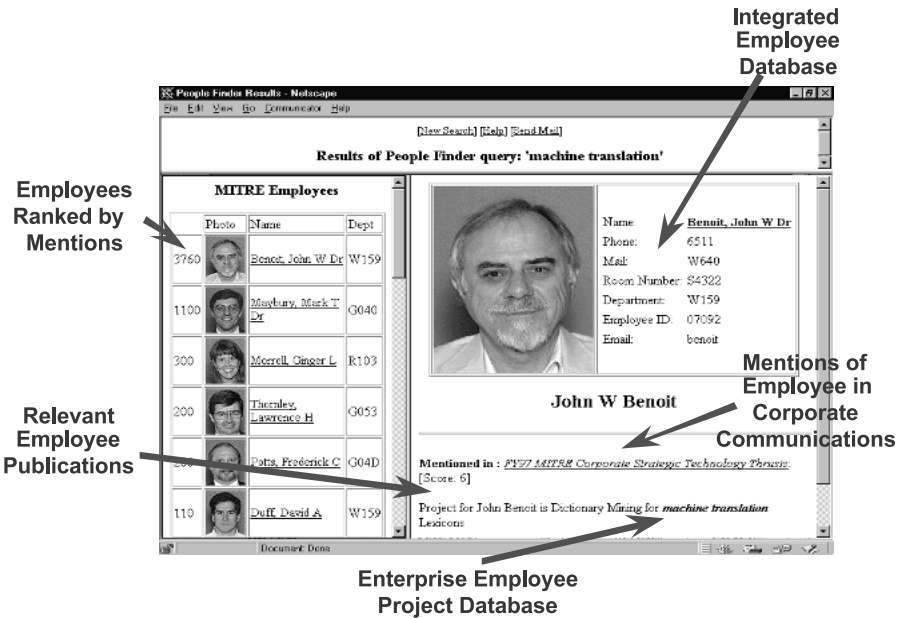 Integrated
Employee
Database
People Finder Results - Netscape
File Edit View Go Communicator Help
[New Search] [Help] [Send Mail]
Results of People Finder query: 'machine translation'
Employees
Ranked by
Mentions
MITRE Employees
Photo Name Dept
3760 Benoit, John W Dr W159
1100 Maybury, Mark T
Dr G040
300 Morrell, Ginger L R103
200 Thornley,
Lawrence H G053
Potts, Frederick C G04D
110 Duff, David A W159
Name: Benoit, John W Dr
Phone: 6511
Mail: W640
Room Number: S4322
Department: W159
Employee ID: 07092
Email: benoit
John W Benoit
Mentions of
Employee in
Corporate
Communications
Relevant
Employee
Publications
Mentioned in : FY97 MITRE Corporate Strategic Technology Thrusts:
[Score: 6]
Project for John Benoit is Dictionary Mining for machine translation
Lexicons
Document: Done
Enterprise Employee
Project Database